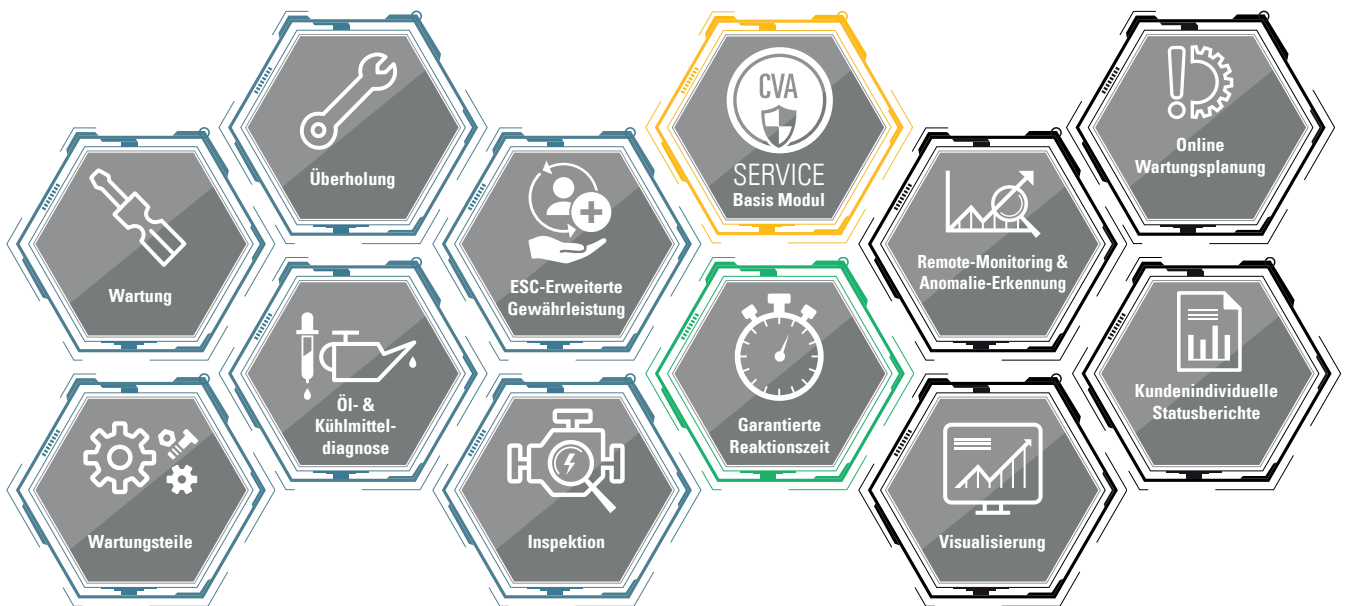 Überholung
CVA
SERVICE
Basis Modul
Online
Wartungsplanung
Wartung
ESC-Erweiterte
Gewährleistung
Remote-Monitoring &
Anomalie-Erkennung
Öl- &
Kühlmittel-
diagnose
Garantierte
Reaktionszeit
Kundenindividuelle
Statusberichte
Wartungsteile
Inspektion
Visualisierung